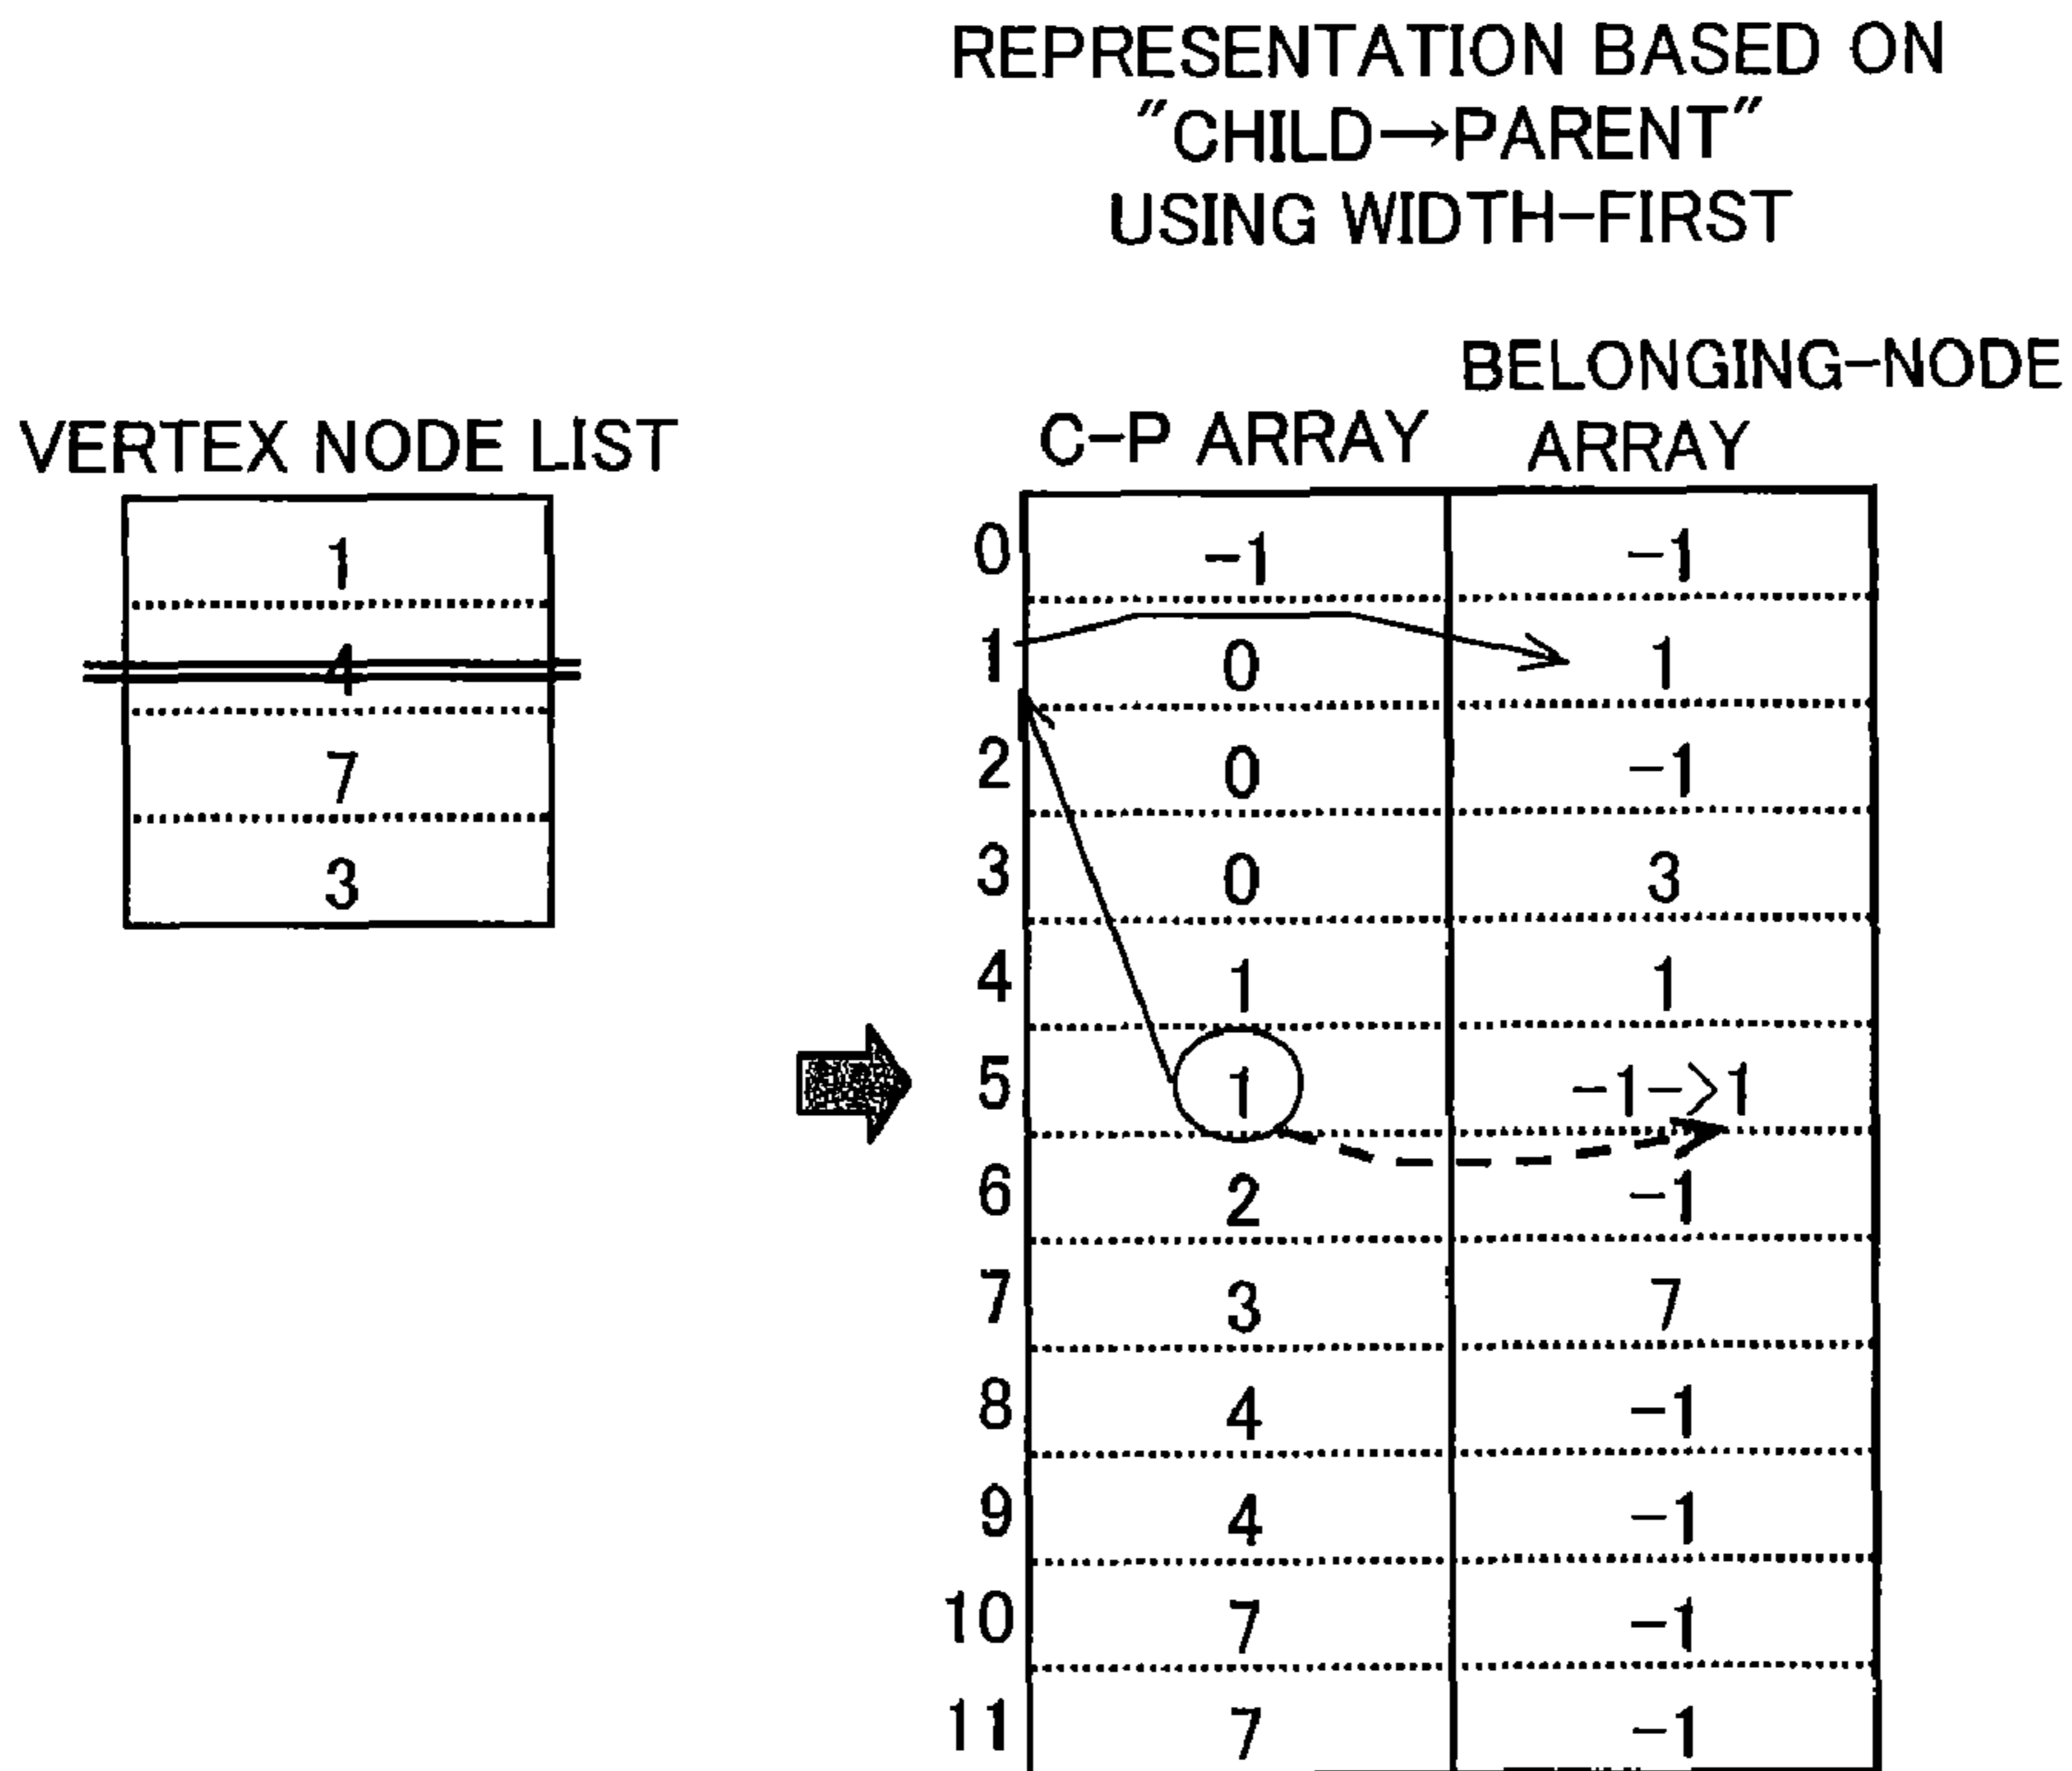 REPRESENTATION BASED ON
"CHILD→PARENT"
USING WIDTH-FIRST
VERTEX NODE LIST
1
4
7
3
BELONGING-NODE
C-P ARRAY ARRAY
0 -1 -1
1 0 1
2 0 -1
3 0 3
4 1 1
5 1 -1->1
6 2 -1
7 3 7
8 4 -1
9 4 -1
10 7 -1
11 7 -1